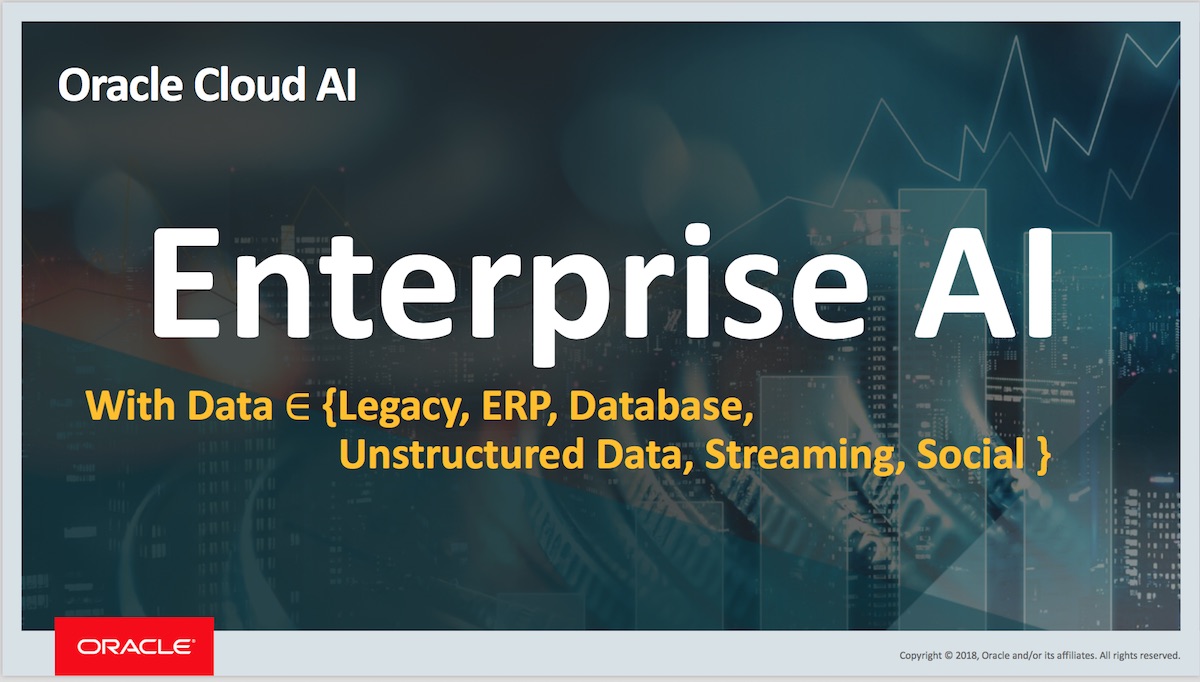 Oracle Cloud AI
Enterprise AI
With Data ∈ {Legacy, ERP, Database,
Unstructured Data, Streaming, Social }
ORACLE®
Copyright © 2018, Oracle and/or its affiliates. All rights reserved.